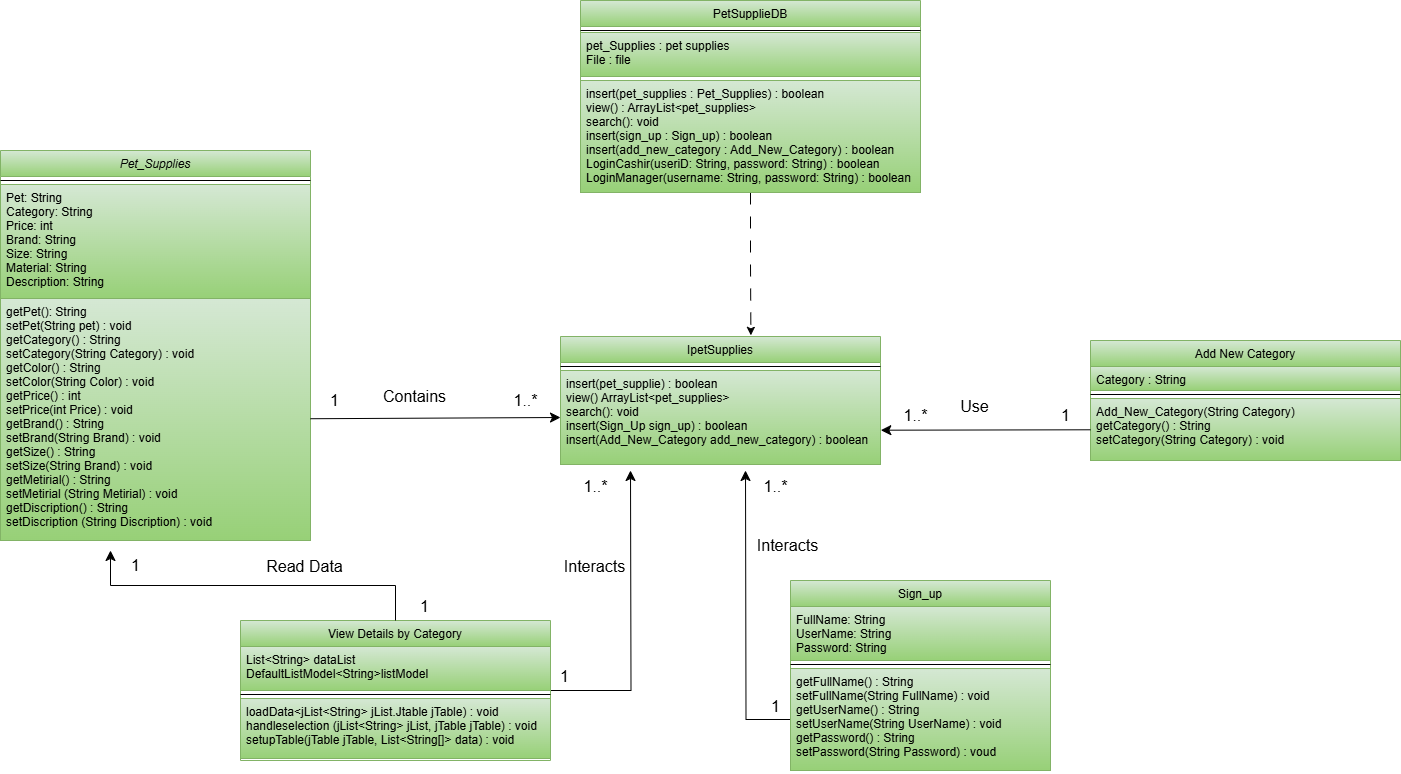 PetSupplieDB
pet_Supplies : pet supplies
File : file
insert(pet_supplies : Pet_Supplies) : boolean
view() : ArrayList<pet_supplies>
search(): void
insert(sign_up : Sign_up) : boolean
insert(add_new_category : Add_New_Category) : boolean
LoginCashir(useriD: String, password: String) : boolean
LoginManager(username: String, password: String) : boolean
Pet_Supplies
Pet: String
Category: String
Price: int
Brand: String
Size: String
Material: String
Description: String
getPet(): String
setPet(String pet) : void
getCategory() : String
setCategory(String Category) : void
getColor() : String
setColor(String Color) : void
getPrice() : int
setPrice(int Price) : void
getBrand() : String
setBrand(String Brand) : void
getSize() : String
setSize(String Brand) : void
getMetirial() : String
setMetirial (String Metirial) : void
getDiscription() : String
setDiscription (String Discription) : void
1
Contains
1..*
IpetSupplies
insert(pet_supplie) : boolean
view() ArrayList<pet_supplies>
search(): void
insert(Sign_Up sign_up) : boolean
insert(Add_New_Category add_new_category) : boolean
1..*
Use
1
Add New Category
Category : String
Add_New_Category(String Category)
getCategory() : String
setCategory(String Category) : void
1..*
1..*
Interacts
Interacts
1
Read Data
1
View Details by Category
List<String> dataList
DefaultListModel<String>listModel
loadData<jList<String> jList.Jtable jTable) : void
handleselection (jList<String> jList, jTable jTable) : void
setupTable(jTable jTable, List<String[]> data) : void
1
1
Sign_up
FullName: String
UserName: String
Password: String
getFullName() : String
setFullName(String FullName) : void
getUserName() : String
setUserName(String UserName) : void
getPassword() : String
setPassword(String Password) : voud